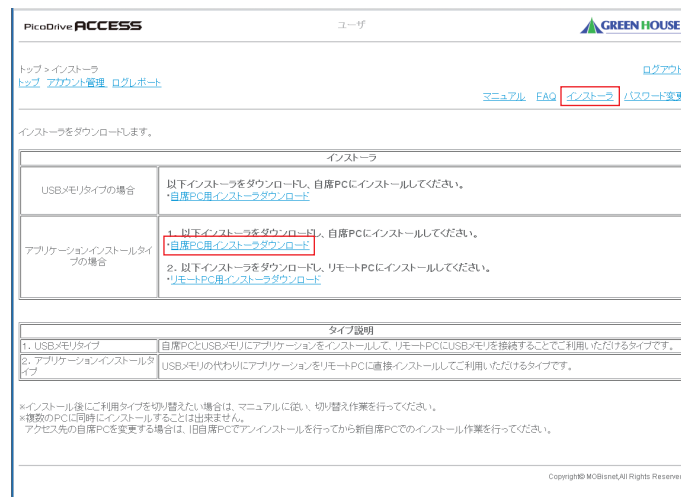 PicoDrive ACCESS
ユーザ
GREEN HOUSE
トップ > インストーラ
ログアウト
トップ アカウント管理 ログレポート
マニュアル FAQ インストーラ パスワード変更
インストーラをダウンロードします。
インストーラ
USBメモリタイプの場合
以下インストーラをダウンロードし、自席PCにインストールしてください。
・自席PC用インストーラダウンロード
アプリケーションインストールタイプの場合
1. 以下インストーラをダウンロードし、自席PCにインストールしてください。
・自席PC用インストーラダウンロード
2. 以下インストーラをダウンロードし、リモートPCにインストールしてください。
・リモートPC用インストーラダウンロード
タイプ説明
1. USBメモリタイプ
自席PCとUSBメモリにアプリケーションをインストールして、リモートPCにUSBメモリを接続することでご利用いただけるタイプです。
2. アプリケーションインストールタイプ
USBメモリの代わりにアプリケーションをリモートPCに直接インストールしてご利用いただけるタイプです。
※インストール後にご利用タイプを切り替えたい場合は、マニュアルに従い、切り替え作業を行ってください。
※複数のPCに同時にインストールすることは出来ません。
アクセス先の自席PCを変更する場合は、旧自席PCでアンインストールを行ってから新自席PCでのインストール作業を行ってください。
Copyright© MOBisnet,All Rights Reserve